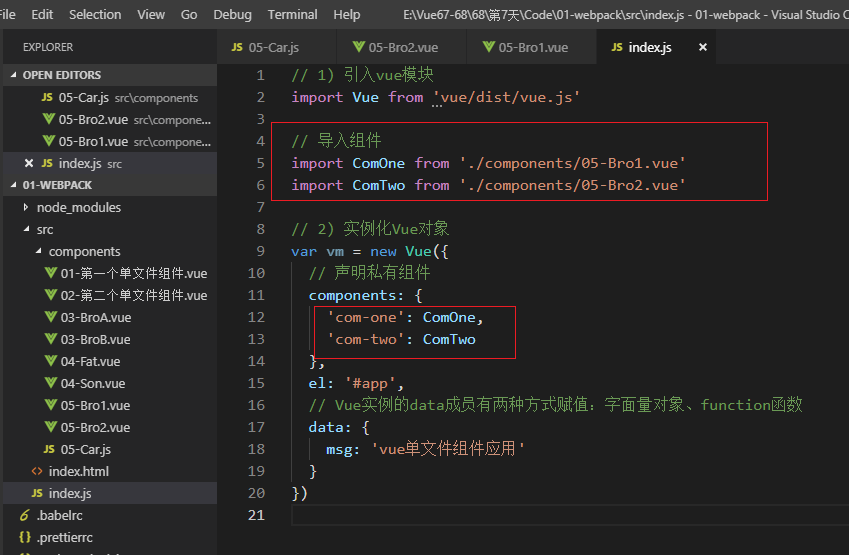 File Edit Selection View Go Debug Terminal Help E:\Vue67-68\68\第7天\Code\01-webpack\src\index.js - 01-webpack - Visual Studio C
EXPLORER
OPEN EDITORS
JS 05-Car.js src\components
05-Bro2.vue src\compone...
05-Bro1.vue src\compone...
JS index.js src
01-WEBPACK
node_modules
src
components
01-第一个单文件组件.vue
02-第二个单文件组件.vue
03-BroA.vue
03-BroB.vue
04-Fat.vue
04-Son.vue
05-Bro1.vue
05-Bro2.vue
JS 05-Car.js
<> index.html
JS index.js
.babelrc
{} .prettierrc
JS 05-Car.js 05-Bro2.vue 05-Bro1.vue JS index.js
1 // 1) 引入vue模块
2 import Vue from 'vue/dist/vue.js'
3
4 // 导入组件
5 import ComOne from './components/05-Bro1.vue'
6 import ComTwo from './components/05-Bro2.vue'
7
8 // 2) 实例化Vue对象
9 var vm = new Vue({
10 // 声明私有组件
11 components: {
12 'com-one': ComOne,
13 'com-two': ComTwo
14 },
15 el: '#app',
16 // Vue实例的data成员有两种方式赋值：字面量对象、function函数
17 data: {
18 msg: 'vue单文件组件应用'
19 }
20 })
21